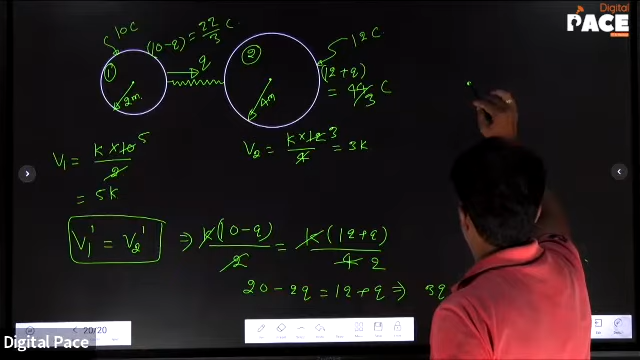 Digital
PACE
10C
(10-q) = 22/3 C.
q
1
2m
2
4m
12C
(12+q)
= 44/3 C
V₁ = K×10/2 5
= 5K
V₂ = K×12/4 3 = 3K
V₁' = V₂' ⇒ K(10-q)/2 = K(12+q)/4 2
20-2q = 12+q ⇒ 3q
20/20
Digital Pace